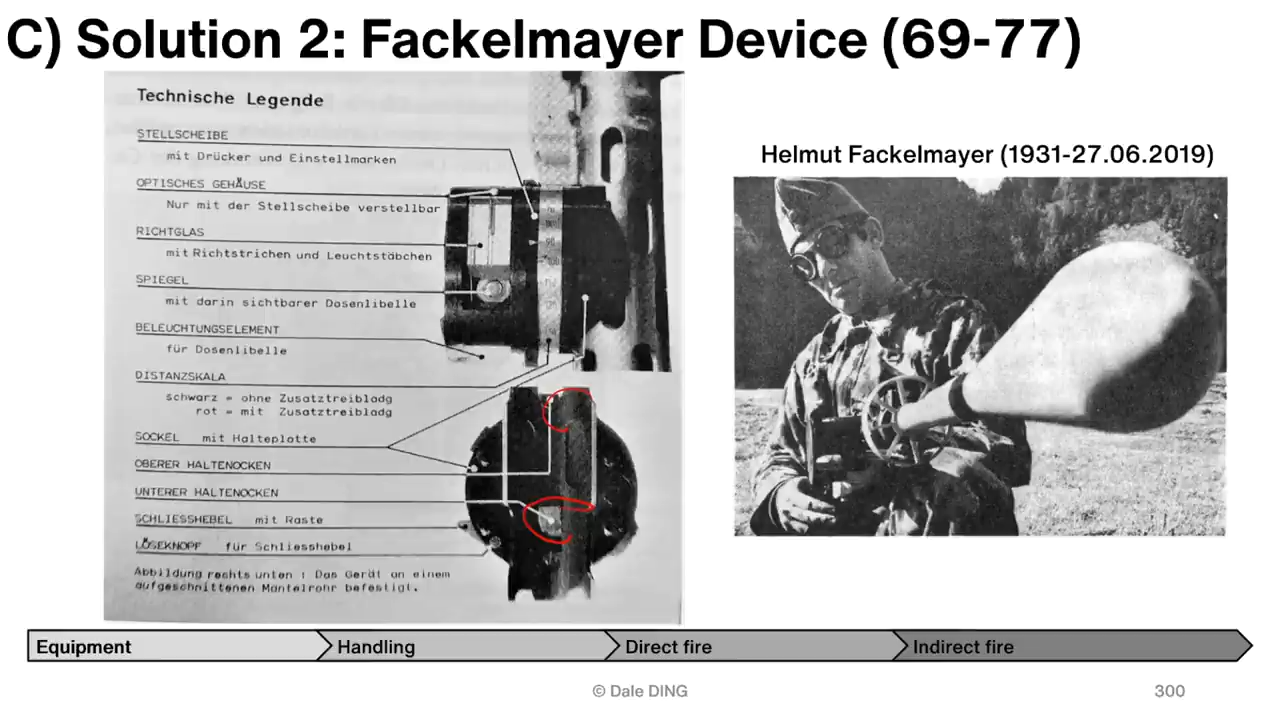 C) Solution 2: Fackelmayer Device (69-77)
Technische Legende
STELLSCHEIBE
mit Drücker und Einstellmarken
OPTISCHES GEHÄUSE
Nur mit der Stellscheibe verstellbar
RICHTGLAS
mit Richtstrichen und Leuchtstäbchen
SPIEGEL
mit darin sichtbarer Dosenlibelle
BELEUCHTUNGSELEMENT
für Dosenlibelle
DISTANZSKALA
schwarz = ohne Zusatztreibladg
rot = mit Zusatztreibladg
SOCKEL mit Halteplatte
OBERER HALTENOCKEN
UNTERER HALTENOCKEN
SCHLIESSHEBEL mit Raste
LÖSEKNOPF für Schliesshebel
Abbildung rechts unten : Das Gerät an einem
aufgeschnittenen Mantelrohr befestigt.
Helmut Fackelmayer (1931-27.06.2019)
Equipment
Handling
Direct fire
Indirect fire
© Dale DING
300